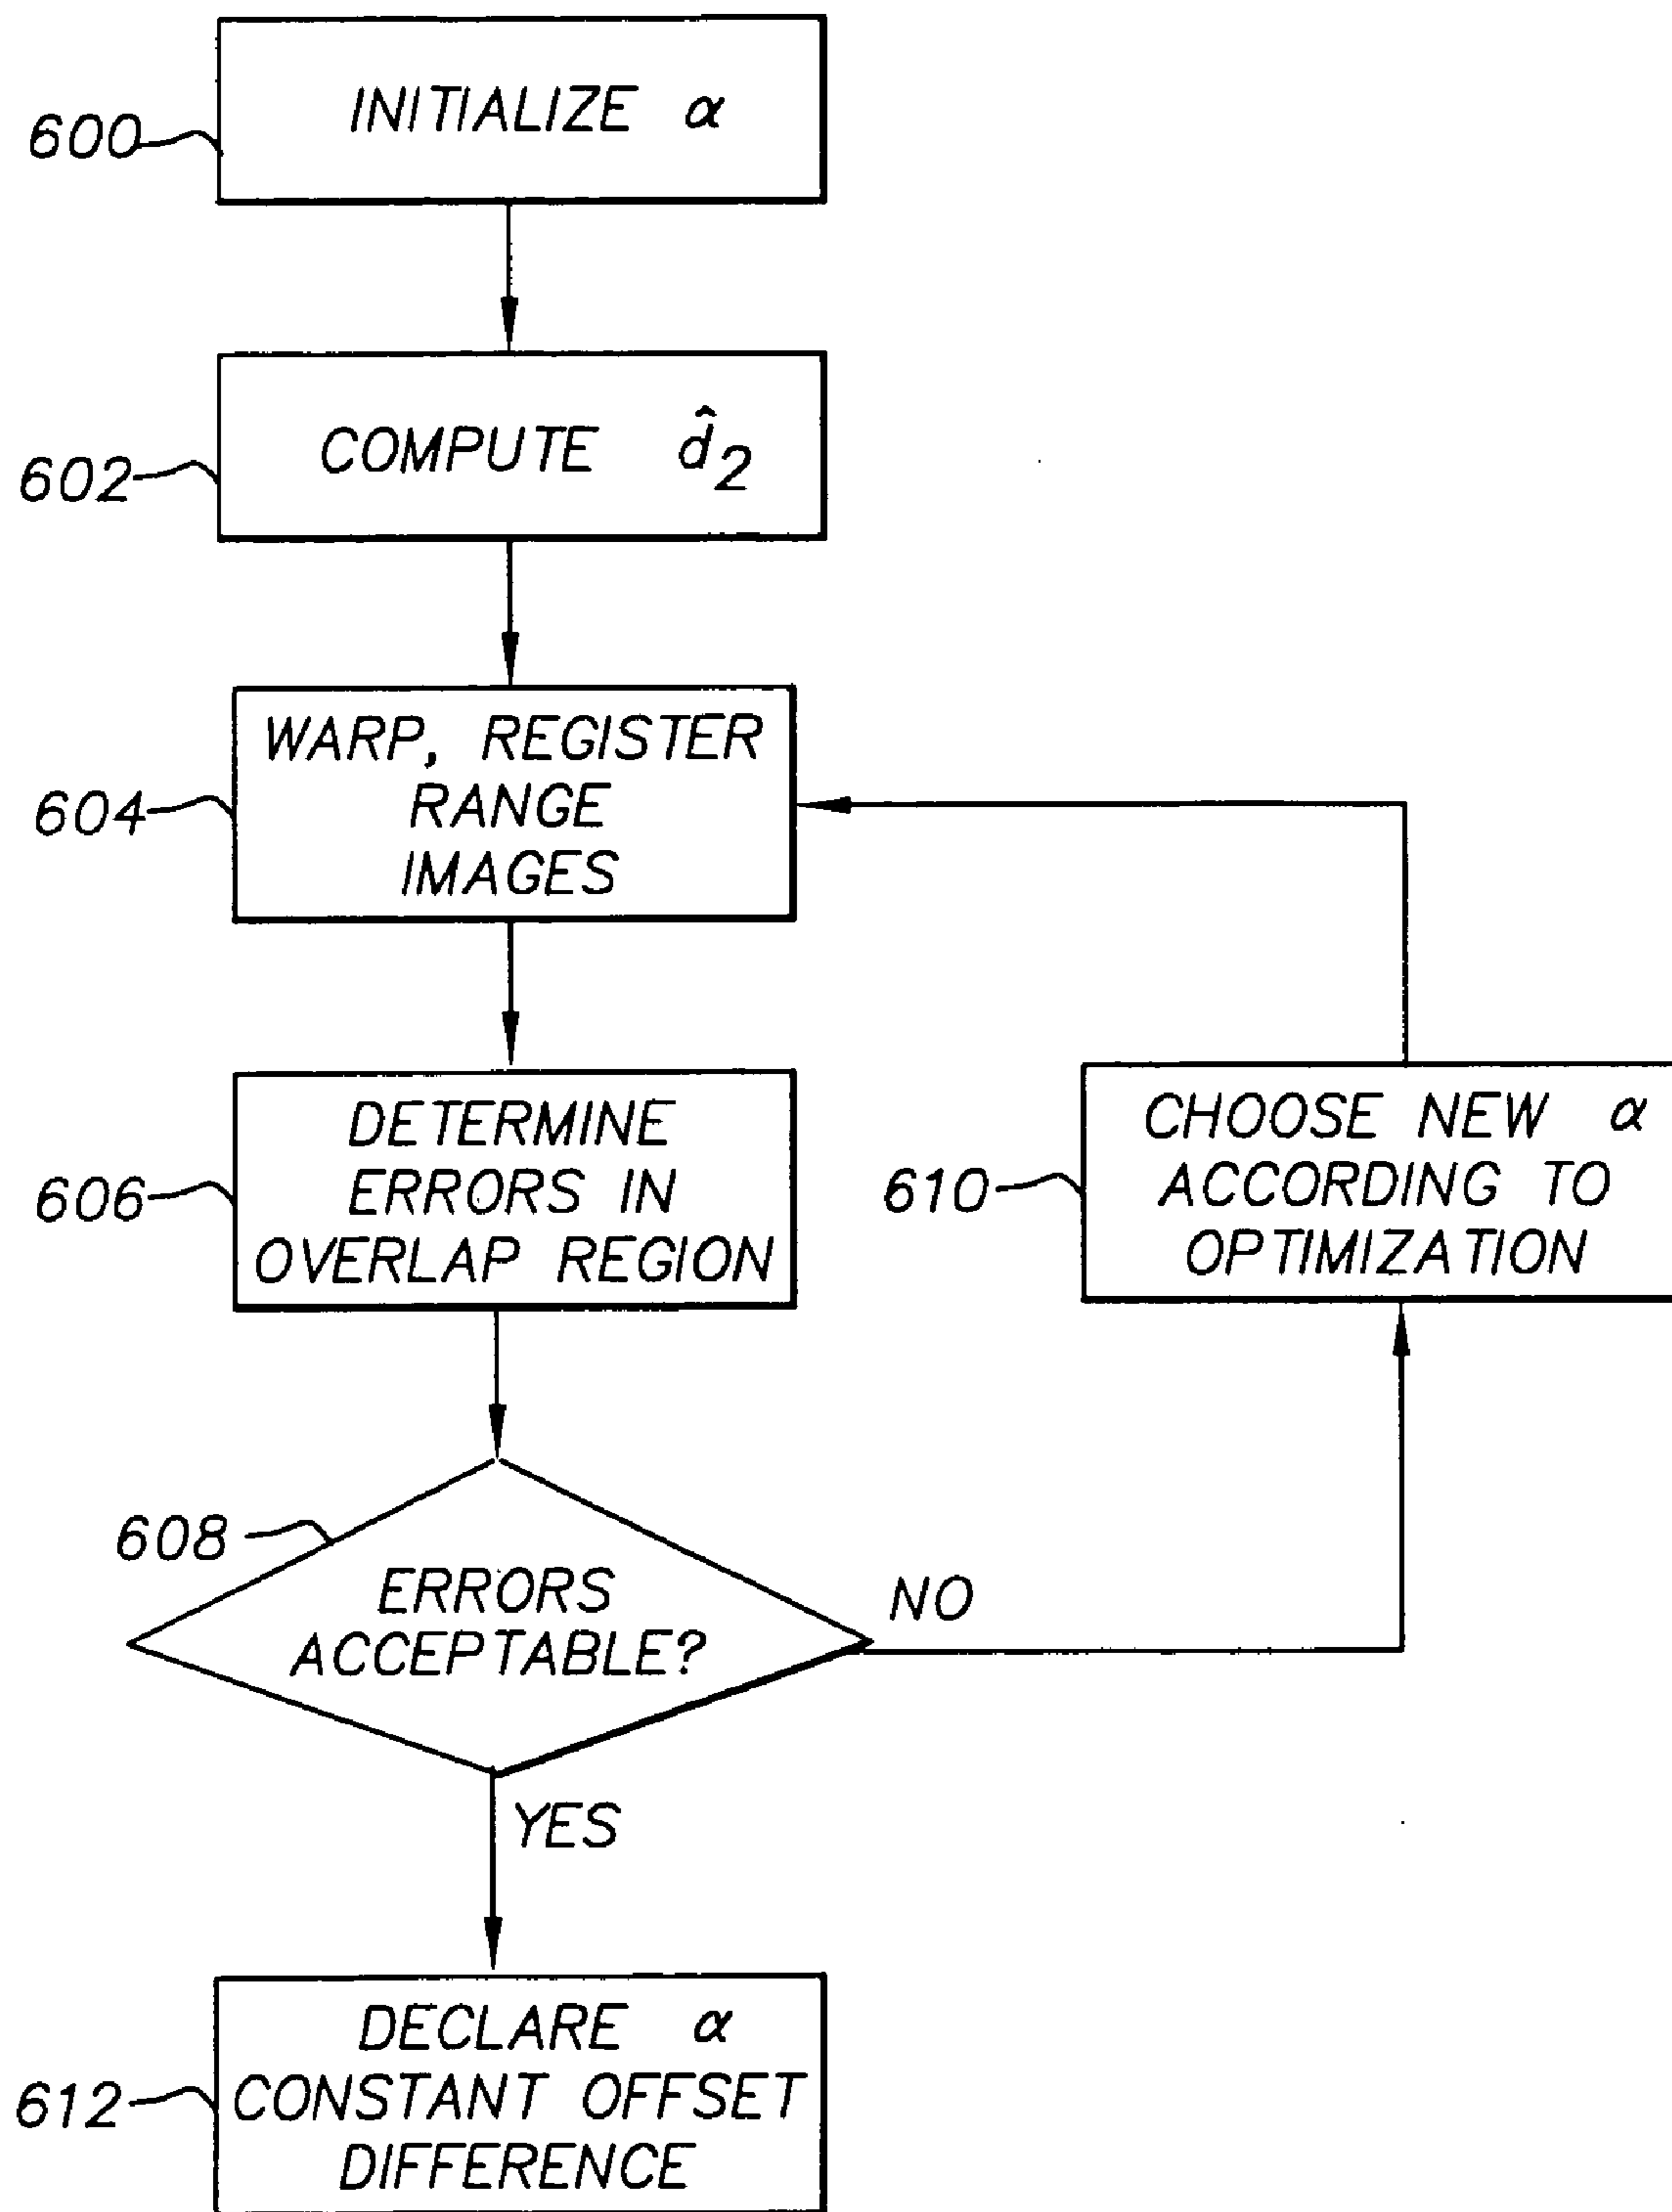 600
INITIALIZE α
602
COMPUTE d̂2
604
WARP, REGISTER
RANGE
IMAGES
606
DETERMINE
ERRORS IN
OVERLAP REGION
610
CHOOSE NEW α
ACCORDING TO
OPTIMIZATION
608
ERRORS
ACCEPTABLE?
NO
YES
612
DECLARE α
CONSTANT OFFSET
DIFFERENCE